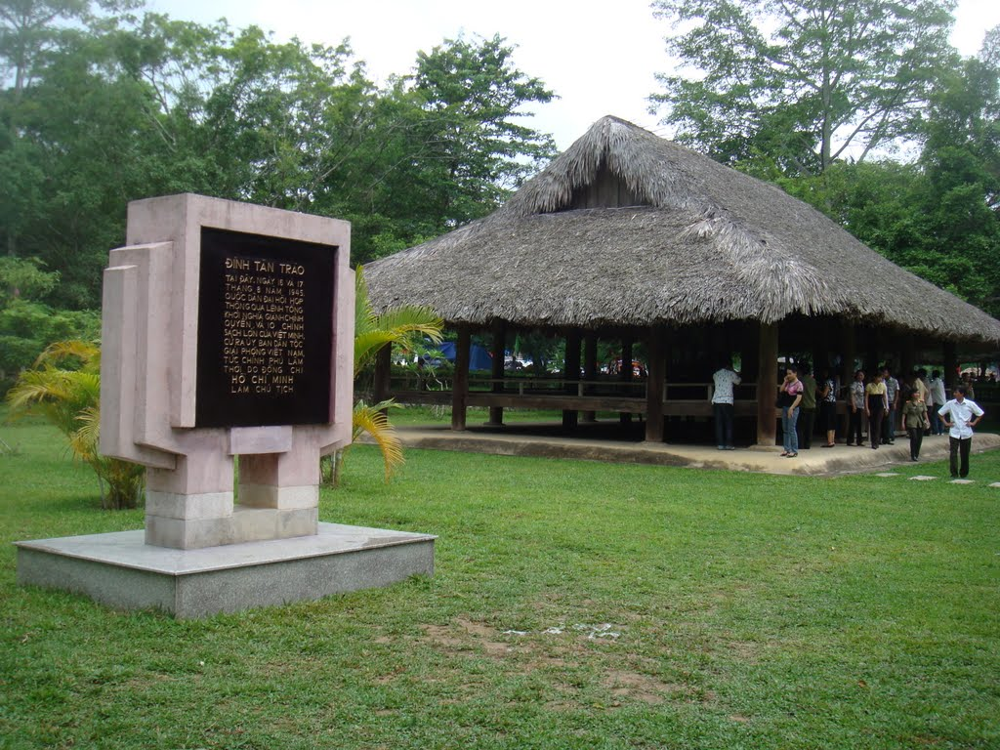 ĐÌNH TÂN TRÀO
TẠI ĐÂY, NGÀY 16 VÀ 17
THÁNG 8 NĂM 1945.
QUỐC DÂN ĐẠI HỘI HỌP
THÔNG QUA LỆNH TỔNG
KHỞI NGHĨA GIÀNH CHÍNH
QUYỀN, VÀ 10 CHÍNH
SÁCH LỚN CỦA VIỆT MINH,
CỬ RA ỦY BAN DÂN TỘC
GIẢI PHÓNG VIỆT NAM,
TỨC CHÍNH PHỦ LÂM
THỜI, DO ĐỒNG CHÍ
HỒ CHÍ MINH
LÀM CHỦ TỊCH